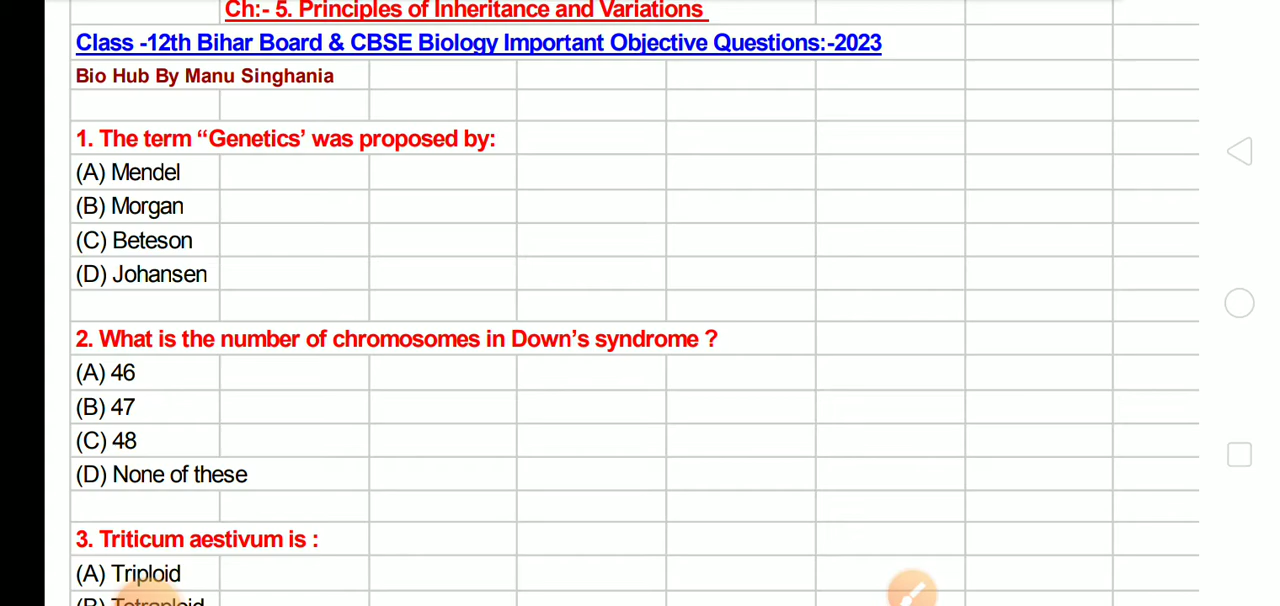 Ch:- 5. Principles of Inheritance and Variations
Class -12th Bihar Board & CBSE Biology Important Objective Questions:-2023
Bio Hub By Manu Singhania
1. The term “Genetics’ was proposed by:
(A) Mendel
(B) Morgan
(C) Beteson
(D) Johansen
2. What is the number of chromosomes in Down’s syndrome ?
(A) 46
(B) 47
(C) 48
(D) None of these
3. Triticum aestivum is :
(A) Triploid
(B) Tetraploid